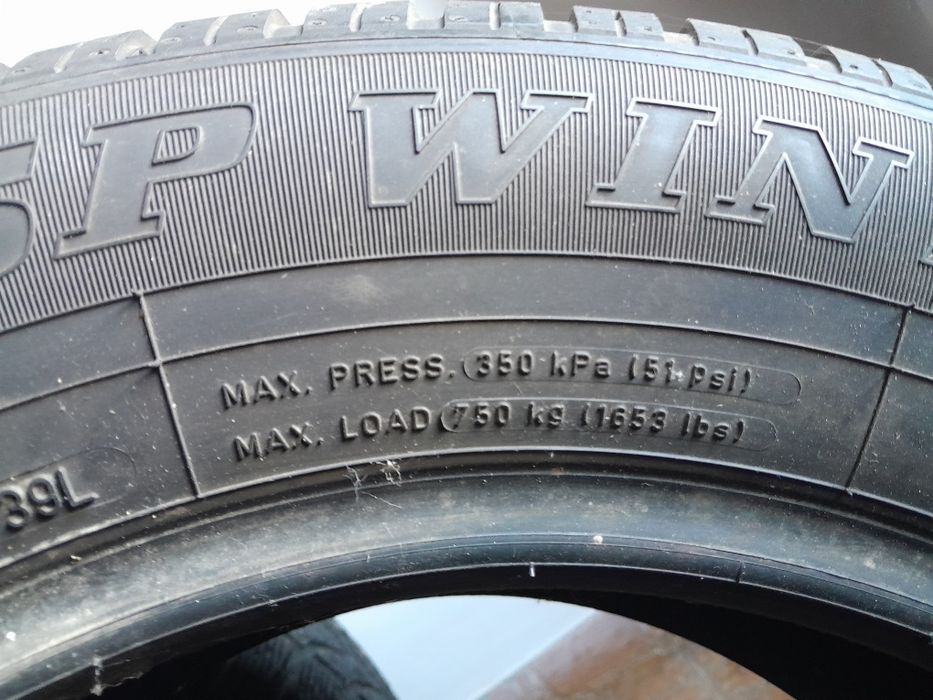 SP WIN
MAX. PRESS. 350 kPa (51 psi)
MAX. LOAD 750 kg (1653 lbs)
39L